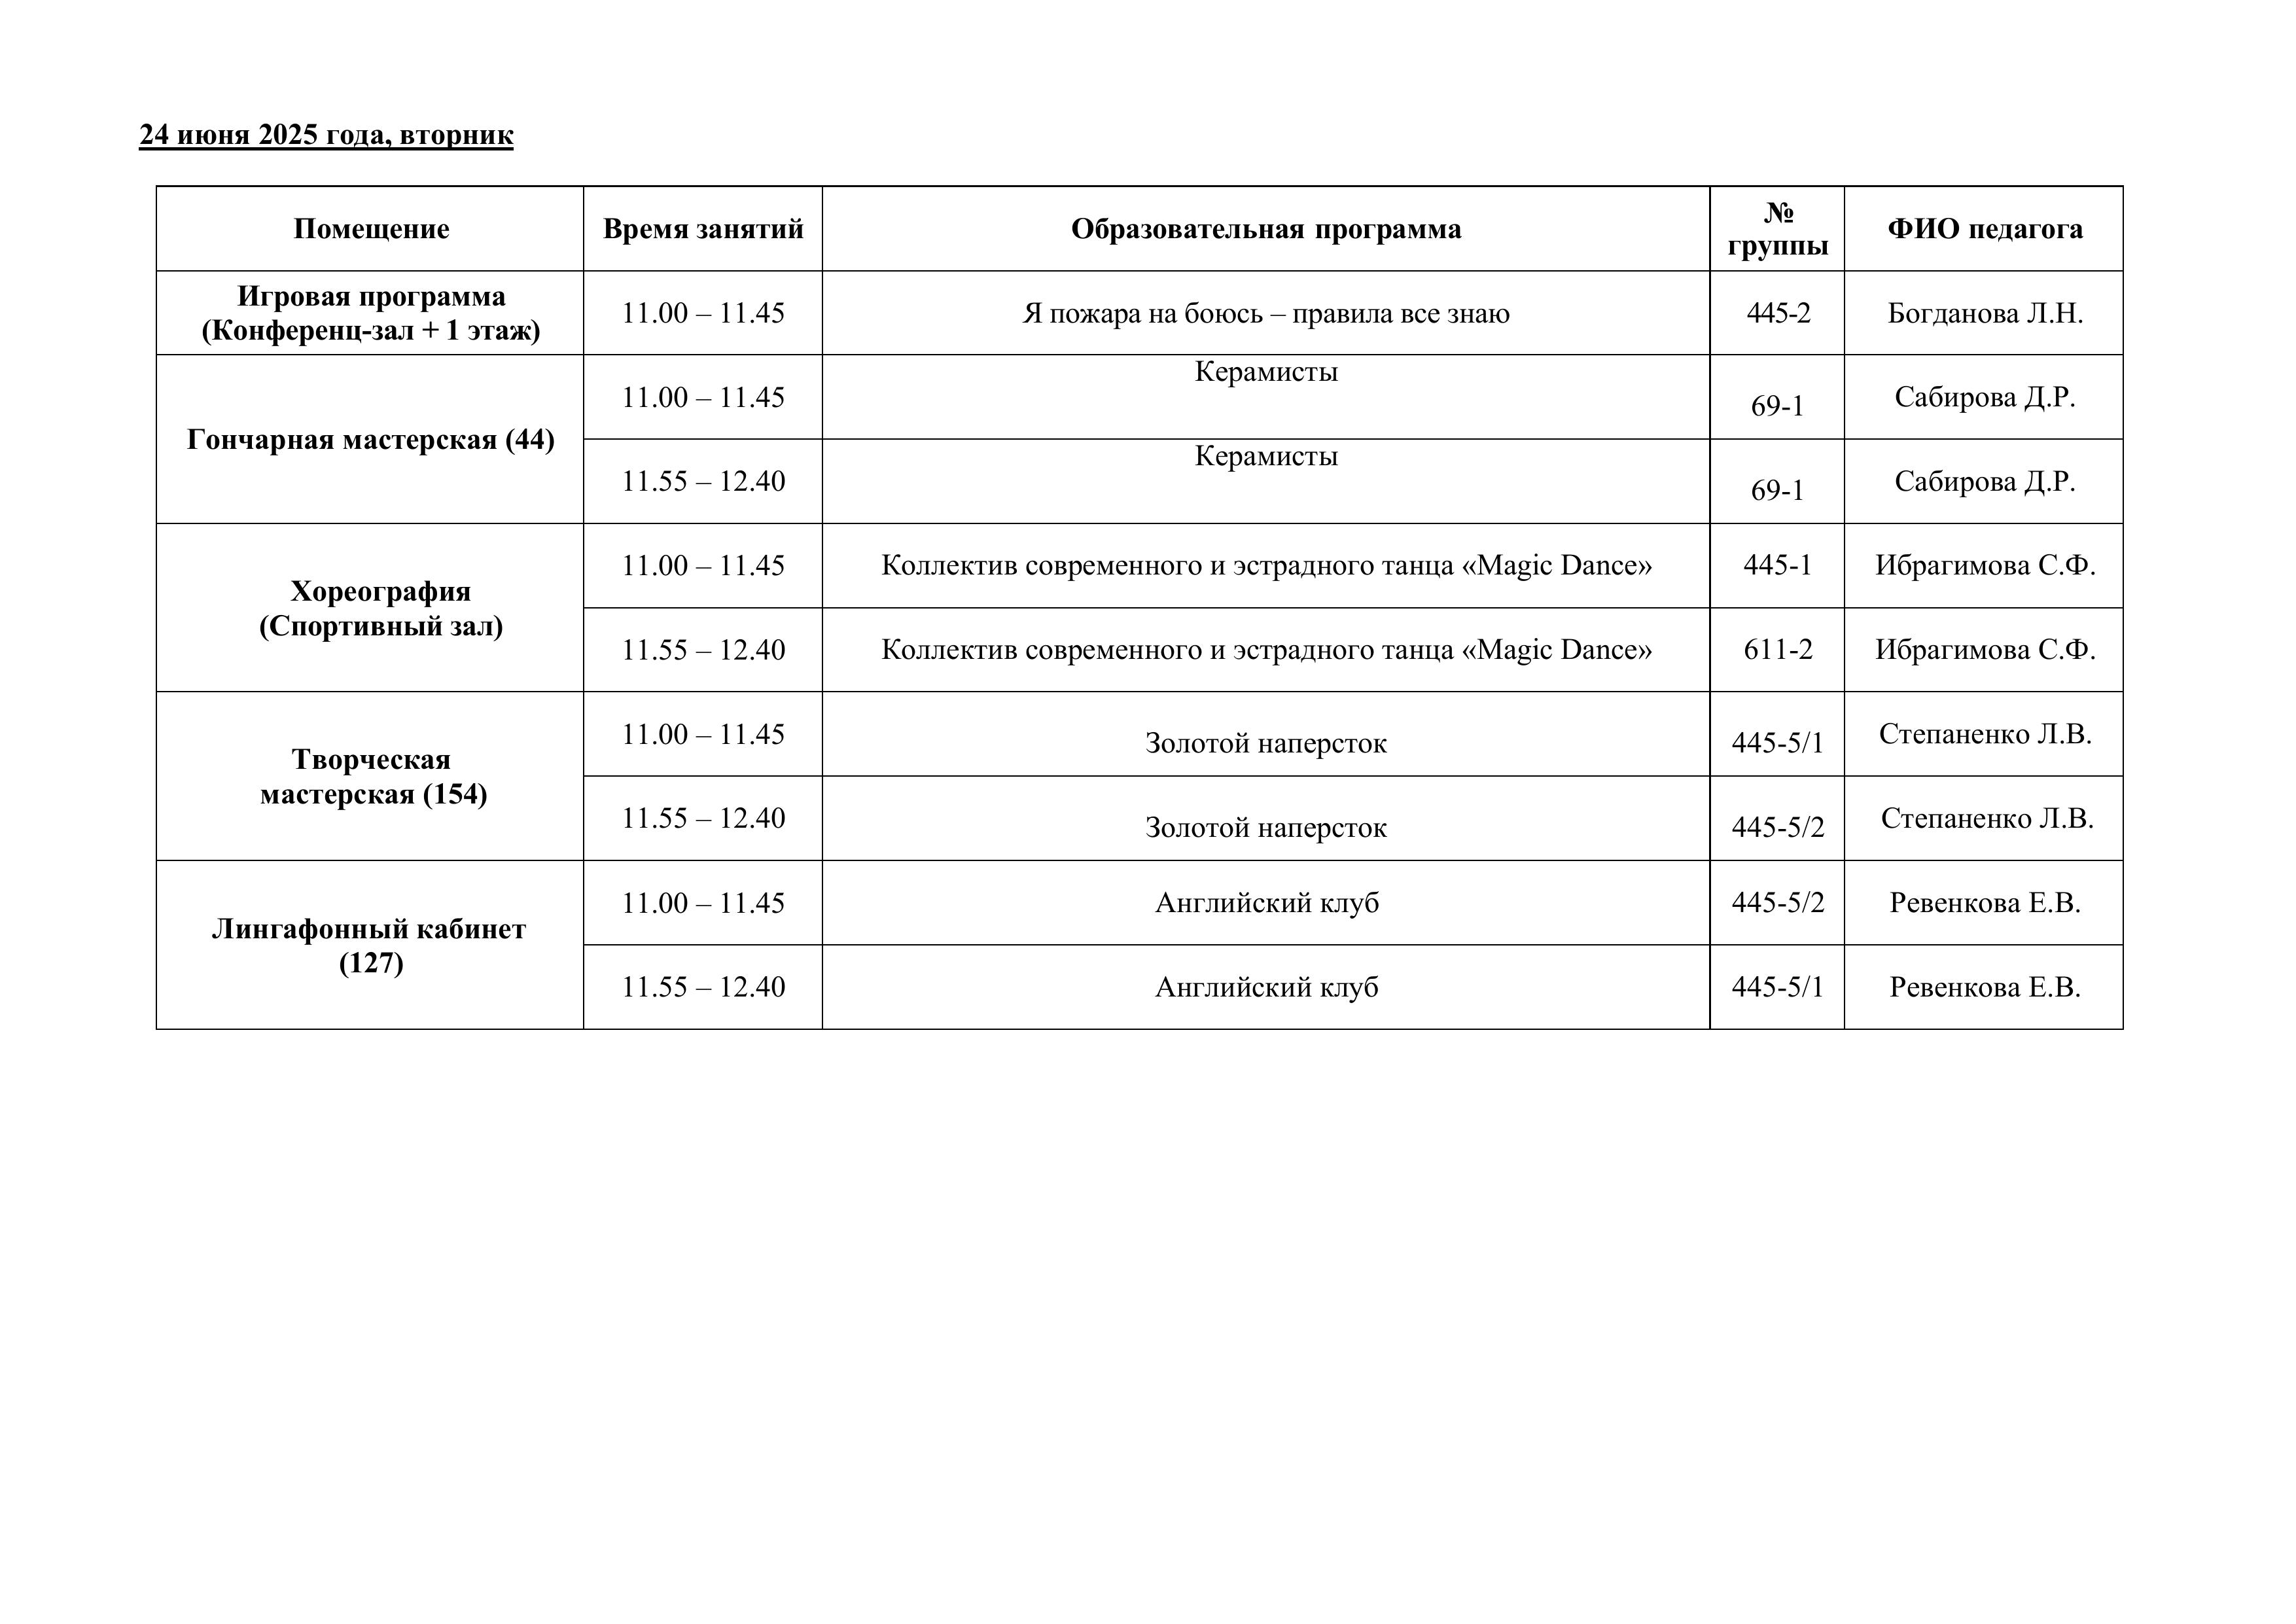 24 июня 2025 года, вторник
Помещение Время занятий Образовательная программа № группы ФИО педагога
Игровая программа
(Конференц-зал + 1 этаж) 11.00 – 11.45 Я пожара на боюсь – правила все знаю 445-2 Богданова Л.Н.
Гончарная мастерская (44)
11.00 – 11.45 Керамисты 69-1 Сабирова Д.Р.
11.55 – 12.40 Керамисты 69-1 Сабирова Д.Р.
Хореография
(Спортивный зал)
11.00 – 11.45 Коллектив современного и эстрадного танца «Magic Dance» 445-1 Ибрагимова С.Ф.
11.55 – 12.40 Коллектив современного и эстрадного танца «Magic Dance» 611-2 Ибрагимова С.Ф.
Творческая
мастерская (154)
11.00 – 11.45 Золотой наперсток 445-5/1 Степаненко Л.В.
11.55 – 12.40 Золотой наперсток 445-5/2 Степаненко Л.В.
Лингафонный кабинет
(127)
11.00 – 11.45 Английский клуб 445-5/2 Ревенкова Е.В.
11.55 – 12.40 Английский клуб 445-5/1 Ревенкова Е.В.